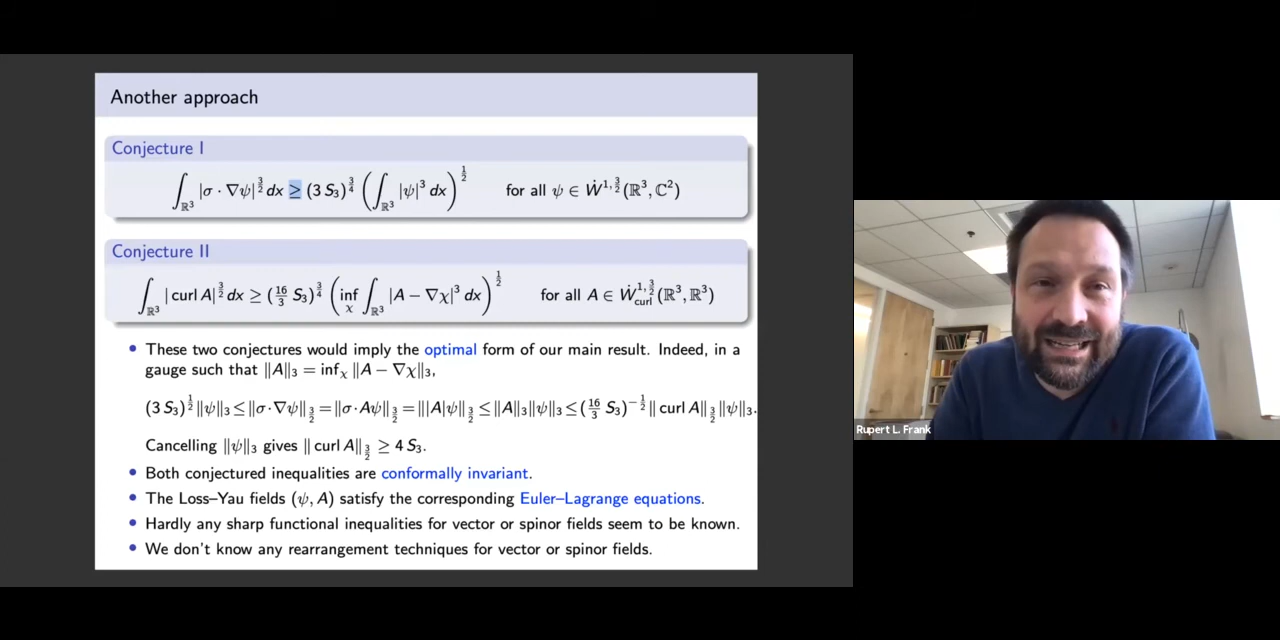 Another approach
Conjecture I
∫_{ℝ³} |σ · ∇ψ|^{3/2} dx ≥ (3 S₃)^{3/4} (∫_{ℝ³} |ψ|³ dx)^{1/2} for all ψ ∈ Ẇ^{1,3/2}(ℝ³, ℂ²)
Conjecture II
∫_{ℝ³} | curl A|^{3/2} dx ≥ (16/3 S₃)^{3/4} (inf_χ ∫_{ℝ³} |A − ∇χ|³ dx)^{1/2} for all A ∈ Ẇ^{1,3/2}_{curl}(ℝ³, ℝ³)
• These two conjectures would imply the optimal form of our main result. Indeed, in a
gauge such that ‖A‖₃ = inf_χ ‖A − ∇χ‖₃,
(3 S₃)^{1/2} ‖ψ‖₃ ≤ ‖σ · ∇ψ‖_{3/2} = ‖σ · Aψ‖_{3/2} = ‖|A|ψ‖_{3/2} ≤ ‖A‖₃‖ψ‖₃ ≤ (16/3 S₃)^{−1/2} ‖ curl A‖_{3/2} ‖ψ‖₃.
Cancelling ‖ψ‖₃ gives ‖ curl A‖_{3/2} ≥ 4 S₃.
• Both conjectured inequalities are conformally invariant.
• The Loss–Yau fields (ψ, A) satisfy the corresponding Euler–Lagrange equations.
• Hardly any sharp functional inequalities for vector or spinor fields seem to be known.
• We don't know any rearrangement techniques for vector or spinor fields.
Rupert L. Frank